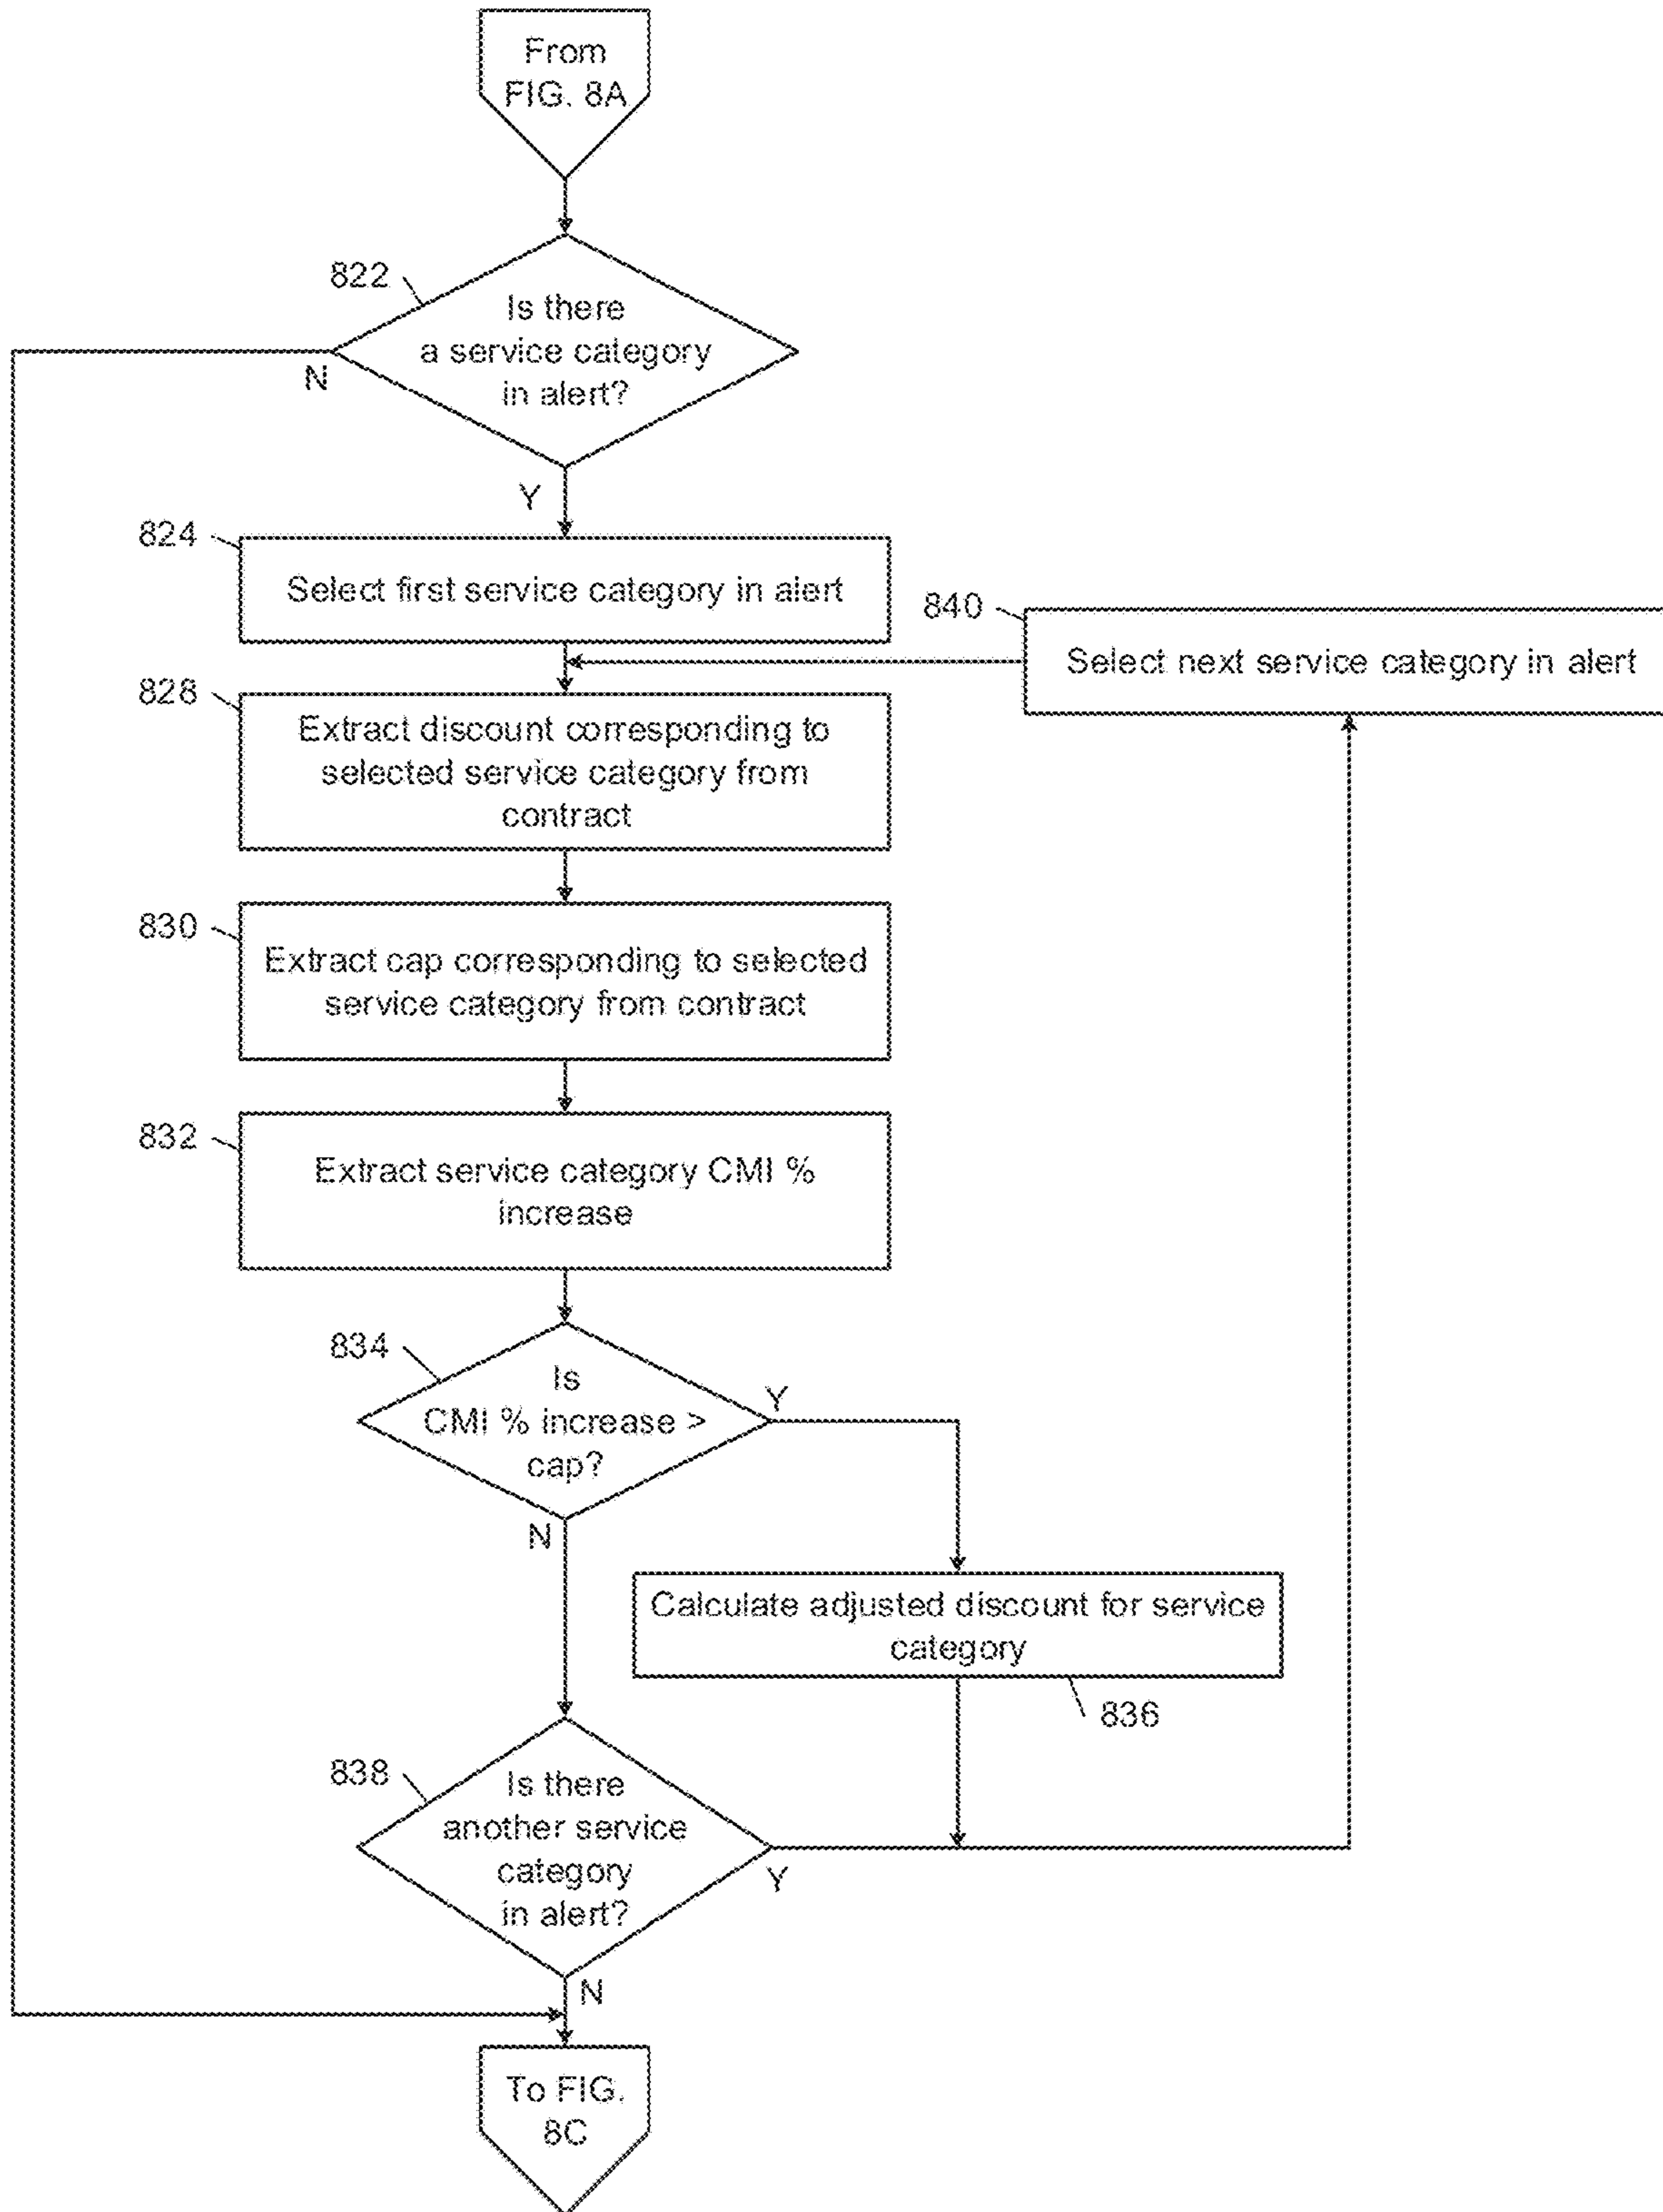 From
FIG. 8A
822
Is there
a service category
in alert?
N
Y
824
Select first service category in alert
840
Select next service category in alert
828
Extract discount corresponding to
selected service category from
contract
830
Extract cap corresponding to selected
service category from contract
832
Extract service category CMI %
increase
834
Is
CMI % increase >
cap?
Y
N
Calculate adjusted discount for service
category
836
838
Is there
another service
category
in alert?
Y
N
To FIG.
8C